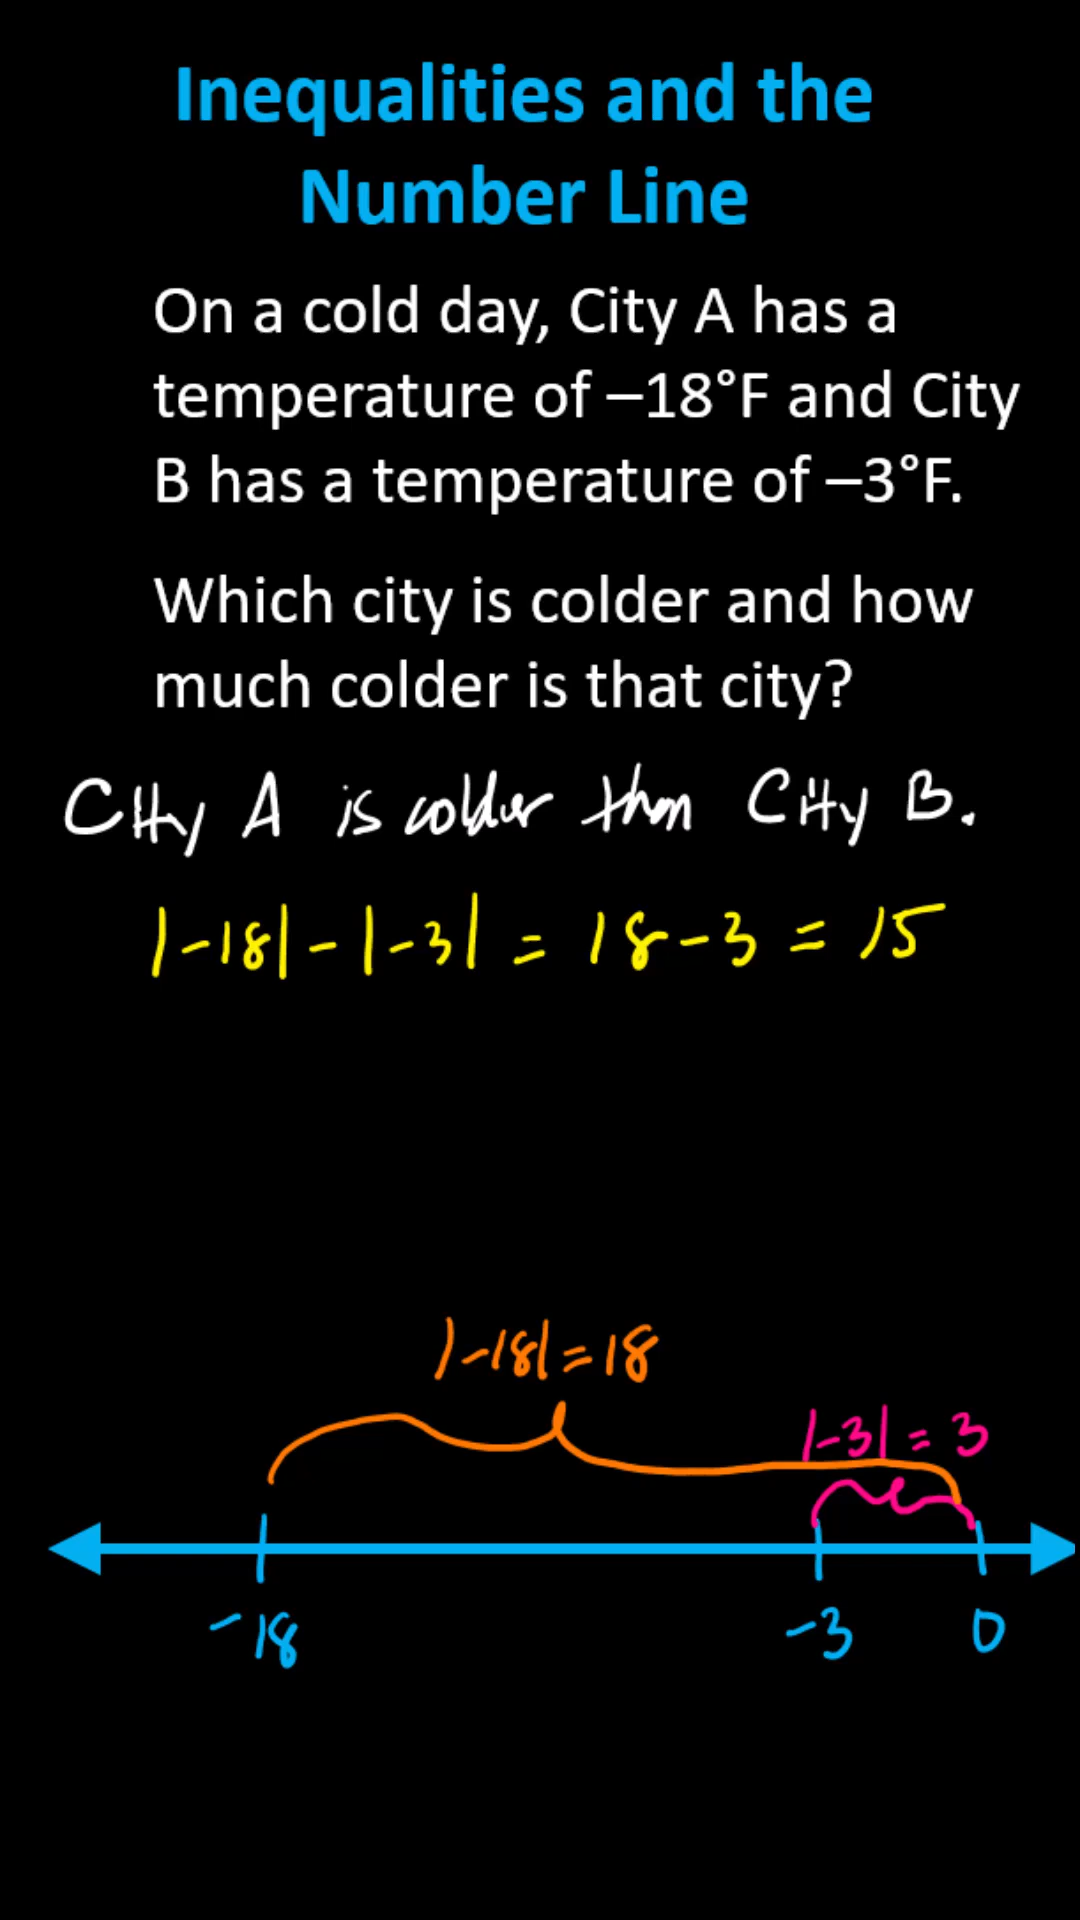 Inequalities and the
Number Line
On a cold day, City A has a
temperature of –18°F and City
B has a temperature of –3°F.
Which city is colder and how
much colder is that city?
City A is colder than City B.
|-18| - |-3| = 18 - 3 = 15
|-18| = 18
|-3| = 3
-18 -3 0